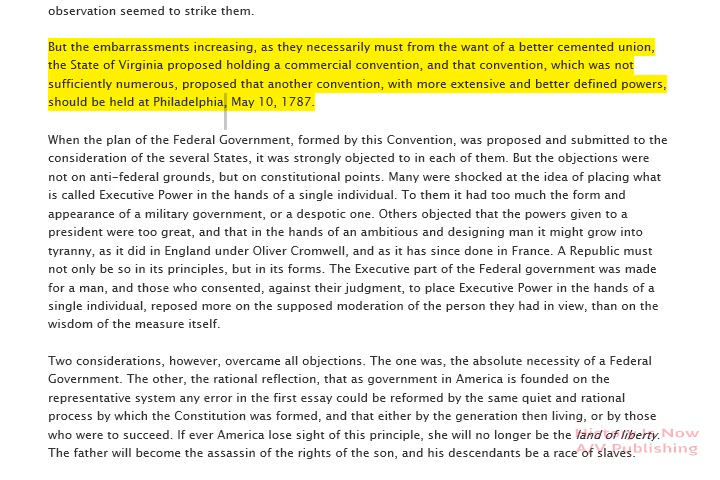 observation seemed to strike them.
But the embarrassments increasing, as they necessarily must from the want of a better cemented union,
the State of Virginia proposed holding a commercial convention, and that convention, which was not
sufficiently numerous, proposed that another convention, with more extensive and better defined powers,
should be held at Philadelphia, May 10, 1787.
When the plan of the Federal Government, formed by this Convention, was proposed and submitted to the
consideration of the several States, it was strongly objected to in each of them. But the objections were
not on anti-federal grounds, but on constitutional points. Many were shocked at the idea of placing what
is called Executive Power in the hands of a single individual. To them it had too much the form and
appearance of a military government, or a despotic one. Others objected that the powers given to a
president were too great, and that in the hands of an ambitious and designing man it might grow into
tyranny, as it did in England under Oliver Cromwell, and as it has since done in France. A Republic must
not only be so in its principles, but in its forms. The Executive part of the Federal government was made
for a man, and those who consented, against their judgment, to place Executive Power in the hands of a
single individual, reposed more on the supposed moderation of the person they had in view, than on the
wisdom of the measure itself.
Two considerations, however, overcame all objections. The one was, the absolute necessity of a Federal
Government. The other, the rational reflection, that as government in America is founded on the
representative system any error in the first essay could be reformed by the same quiet and rational
process by which the Constitution was formed, and that either by the generation then living, or by those
who were to succeed. If ever America lose sight of this principle, she will no longer be the land of liberty.
The father will become the assassin of the rights of the son, and his descendants be a race of slaves.
History Is Now
A/V Publishing